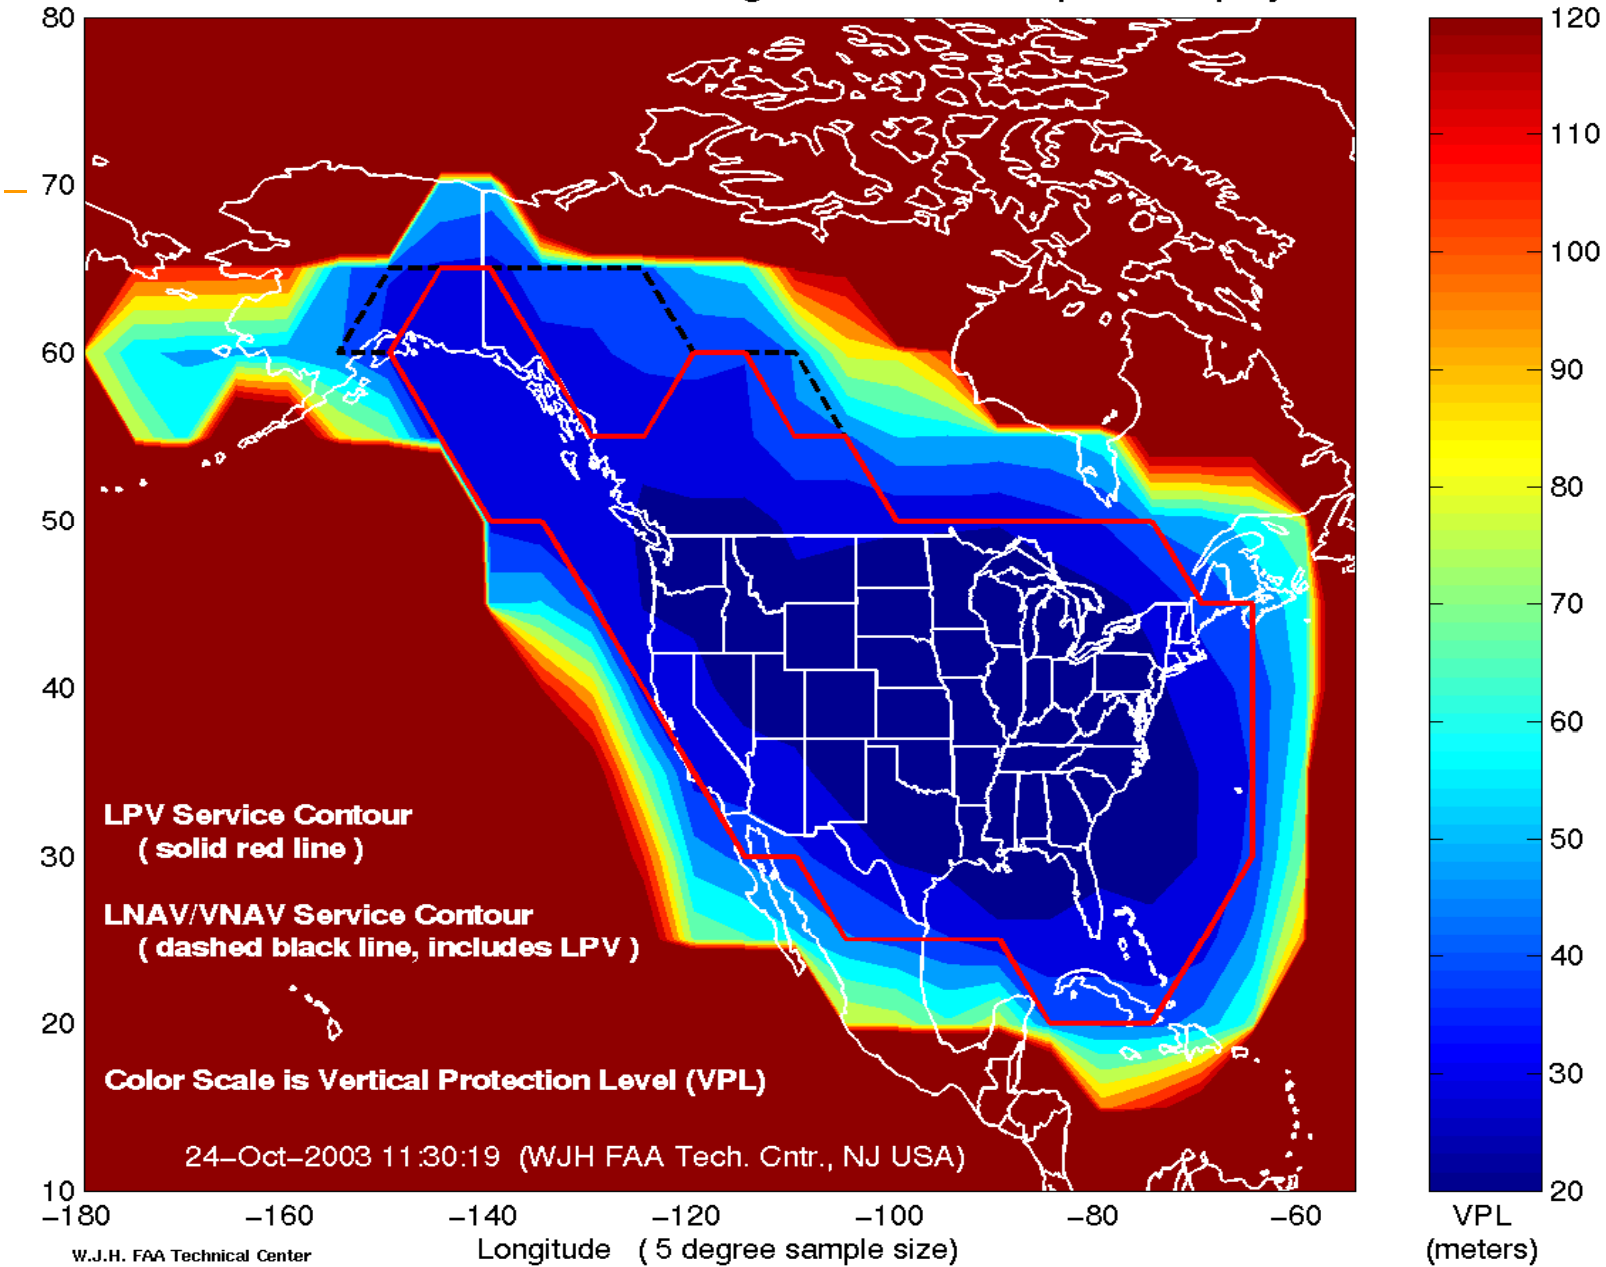 80
70
60
50
40
30
20
10
−180
−160
−140
−120
−100
−80
−60
LPV Service Contour
( solid red line )
LNAV/VNAV Service Contour
( dashed black line, includes LPV )
Color Scale is Vertical Protection Level (VPL)
24−Oct−2003 11:30:19 (WJH FAA Tech. Cntr., NJ USA)
Longitude ( 5 degree sample size)
W.J.H. FAA Technical Center
120
110
100
90
80
70
60
50
40
30
20
VPL
(meters)